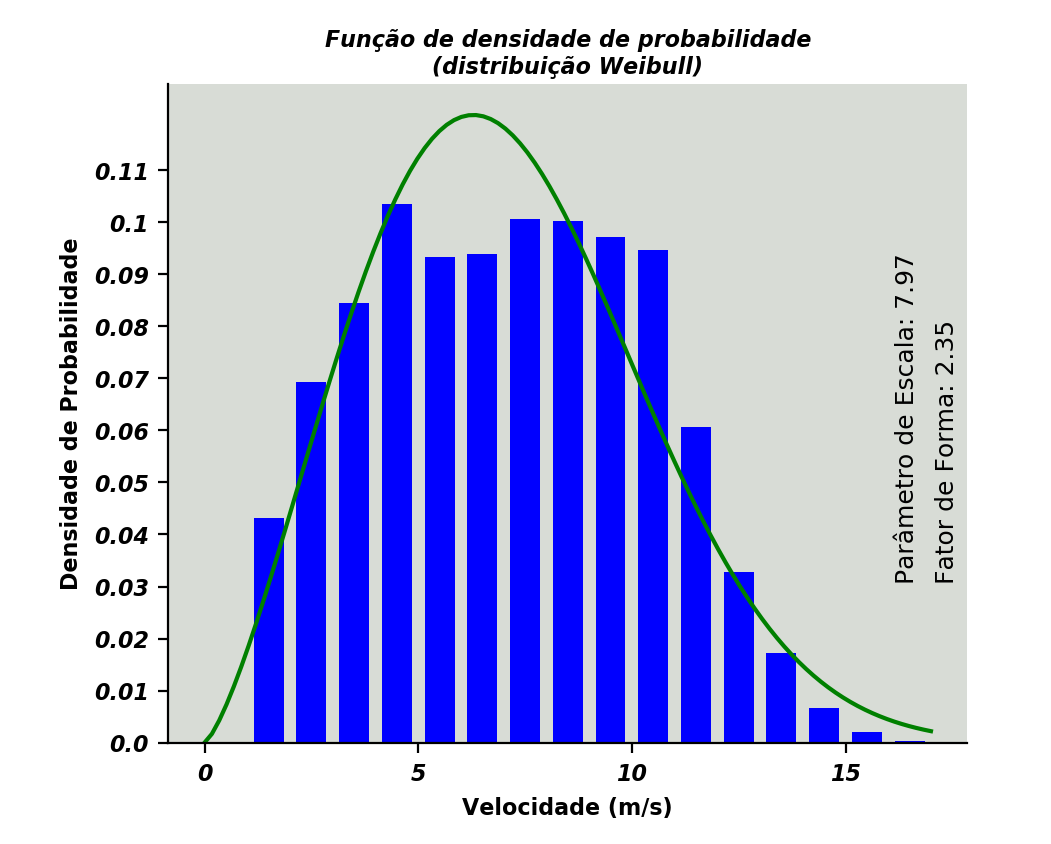 Função de densidade de probabilidade
(distribuição Weibull)
Densidade de Probabilidade
0.11
0.1
0.09
0.08
0.07
0.06
0.05
0.04
0.03
0.02
0.01
0.0
Parâmetro de Escala: 7.97
Fator de Forma: 2.35
0 5 10 15
Velocidade (m/s)